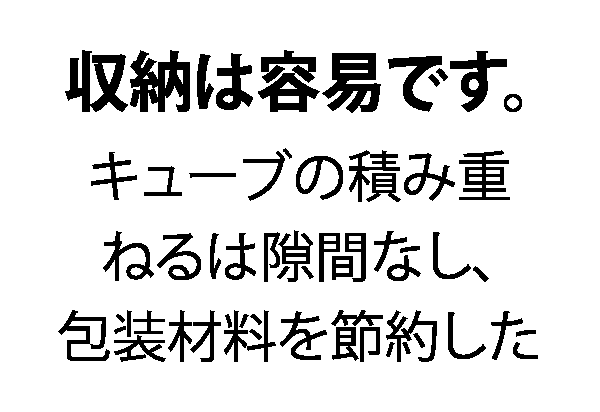 収納は容易です。
キューブの積み重
ねるは隙間なし、
包装材料を節約した